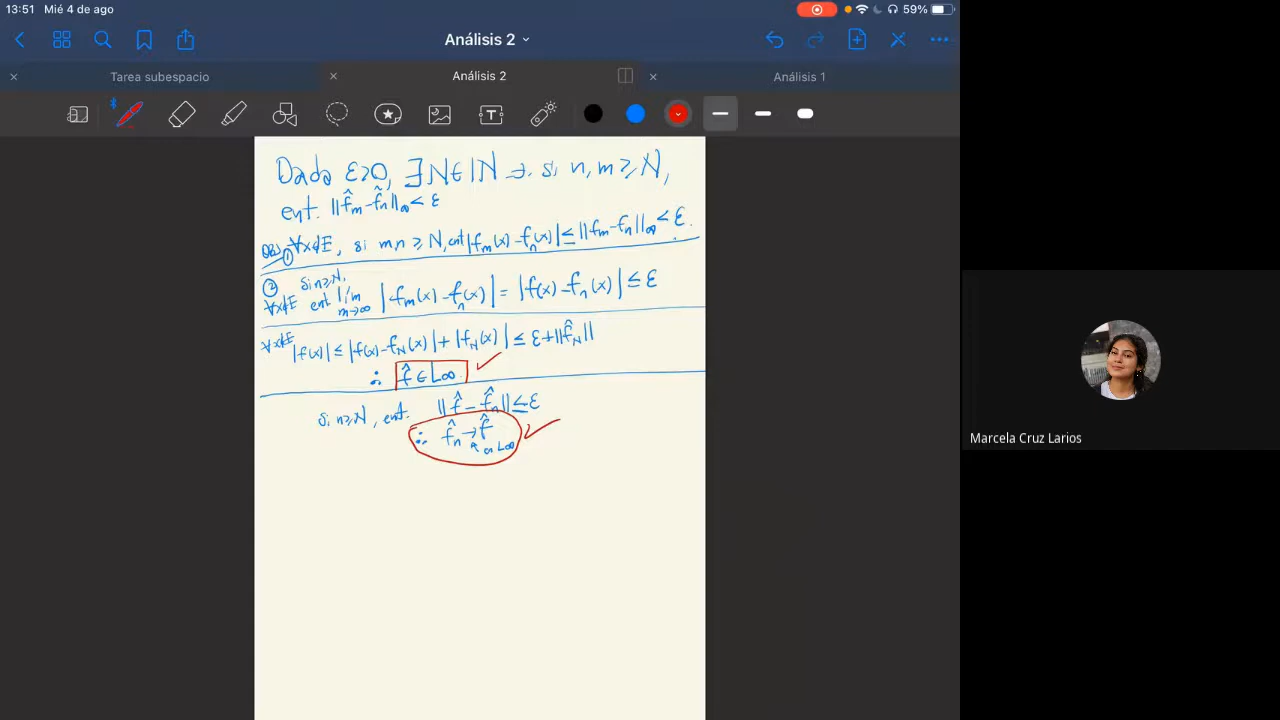 13:51 Mié 4 de ago
59%
Análisis 2
Tarea subespacio
Análisis 2
Análisis 1
Dada ε>0, ∃N∈ℕ ∋. si n, m ≥ N,
ent. ||f̂m - f̂n||∞ < ε
① ∀x∉E, si m,n ≥ N, ent |fm(x) - fn(x)| ≤ ||fm - fn||∞ < ε.
② si n≥N,
∀x∉E ent lím m→∞ |fm(x) - fn(x)| = |f(x) - fn(x)| ≤ ε
∀x∉E |f(x)| ≤ |f(x) - fN(x)| + |fN(x)| ≤ ε + ||f̂N||
∴ f̂ ∈ L∞
si n≥N, ent. ||f̂ - f̂n|| ≤ ε
∴ f̂n → f̂
en L∞
Marcela Cruz Larios